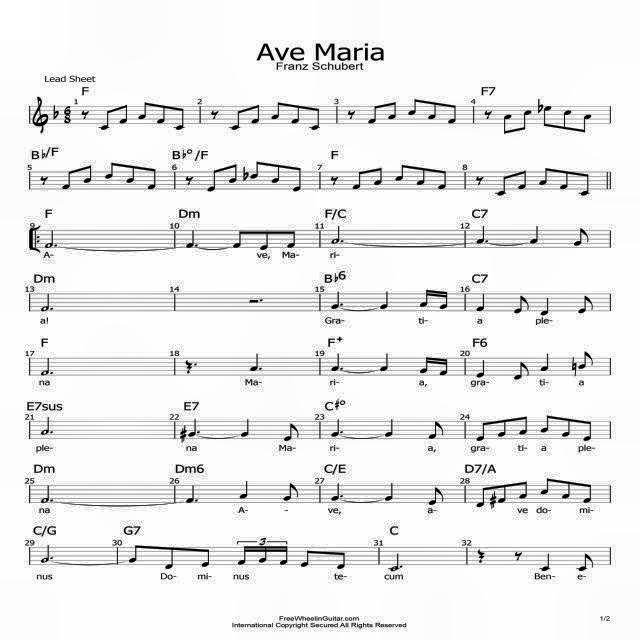 Ave Maria
Franz Schubert
Lead Sheet
F F7
1 2 3 4
6
8
B♭/F B♭°/F F
5 6 7 8
F Dm F/C C7
9 10 11 12
A- ve, Ma- ri-
Dm B♭6 C7
13 14 15 16
a! Gra- ti- a ple-
F F+ F6
17 18 19 20
na Ma- ri- a, gra- ti- a
E7sus E7 C♯°
21 22 23 24
ple- na Ma- ri- a, gra- ti- a ple-
Dm Dm6 C/E D7/A
25 26 27 28
na A- - ve, a- ve do- mi-
C/G G7 C
29 30 31 32
3
nus Do- mi- nus te- cum Ben- e-
FreeWheelinGuitar.com
International Copyright Secured All Rights Reserved
1/2